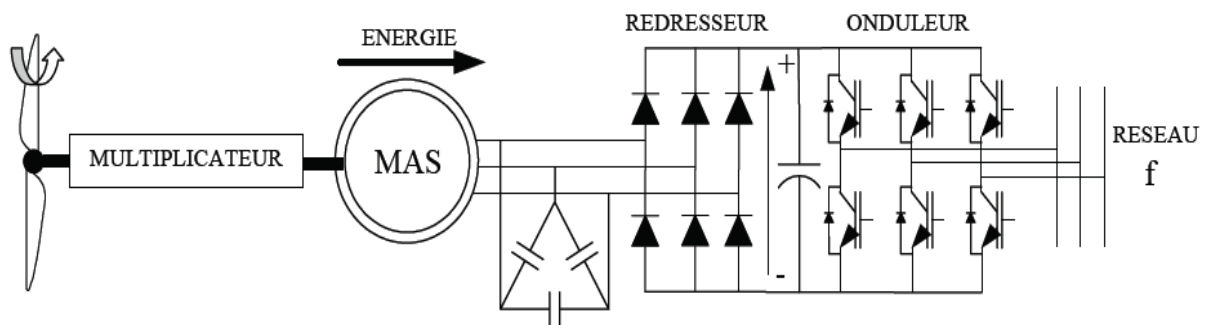 REDRESSEUR
ONDULEUR
ENERGIE
+
MULTIPLICATEUR
MAS
RESEAU
f
-